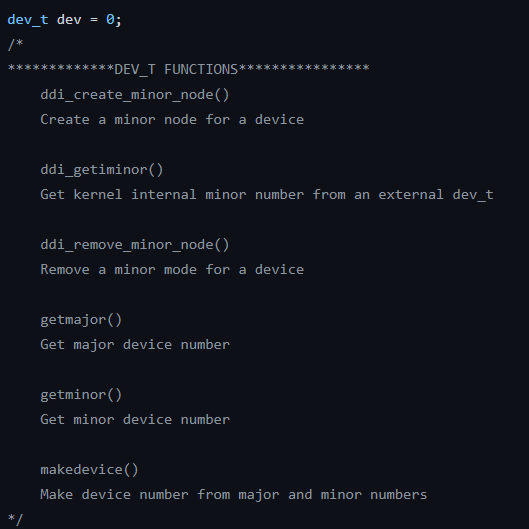 dev_t dev = 0;
/*
*************DEV_T FUNCTIONS****************
ddi_create_minor_node()
Create a minor node for a device
ddi_getiminor()
Get kernel internal minor number from an external dev_t
ddi_remove_minor_node()
Remove a minor mode for a device
getmajor()
Get major device number
getminor()
Get minor device number
makedevice()
Make device number from major and minor numbers
*/